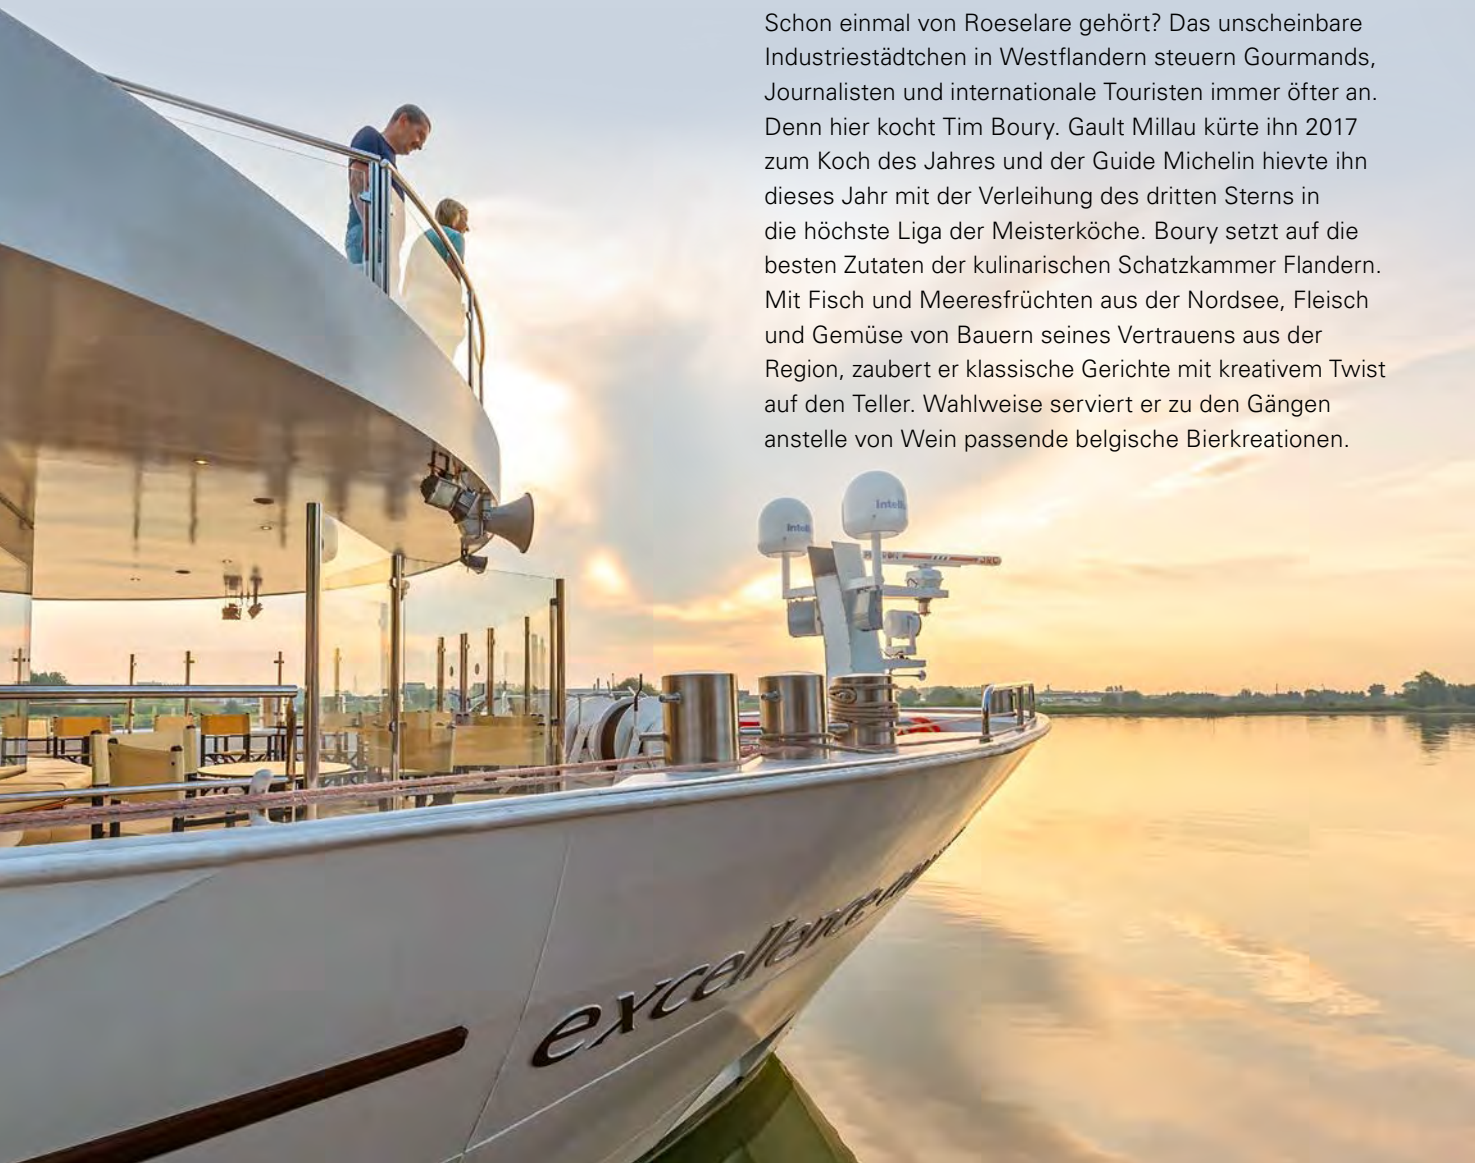 Schon einmal von Roeselare gehört? Das unscheinbare
Industriestädtchen in Westflandern steuern Gourmands,
Journalisten und internationale Touristen immer öfter an.
Denn hier kocht Tim Boury. Gault Millau kürte ihn 2017
zum Koch des Jahres und der Guide Michelin hievte ihn
dieses Jahr mit der Verleihung des dritten Sterns in
die höchste Liga der Meisterköche. Boury setzt auf die
besten Zutaten der kulinarischen Schatzkammer Flandern.
Mit Fisch und Meeresfrüchten aus der Nordsee, Fleisch
und Gemüse von Bauern seines Vertrauens aus der
Region, zaubert er klassische Gerichte mit kreativem Twist
auf den Teller. Wahlweise serviert er zu den Gängen
anstelle von Wein passende belgische Bierkreationen.
JRC
excellence